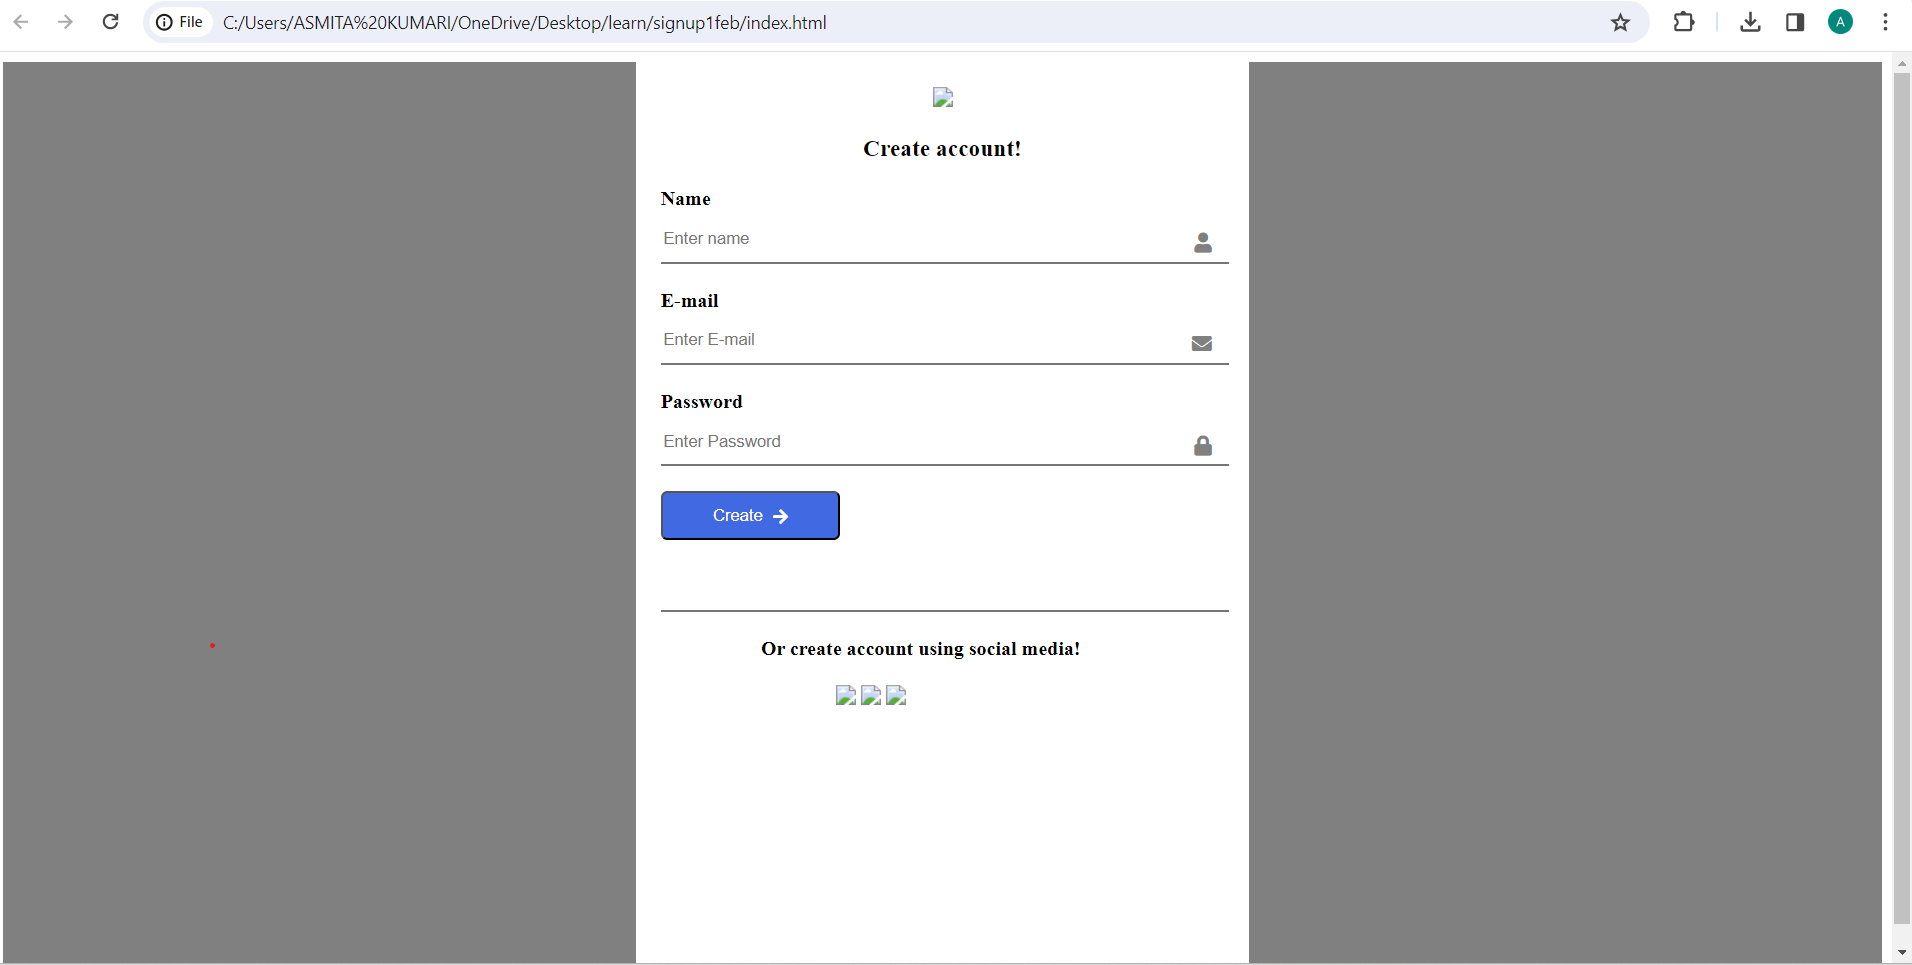 File C:/Users/ASMITA%20KUMARI/OneDrive/Desktop/learn/signup1feb/index.html A
Create account!
Name
Enter name
E-mail
Enter E-mail
Password
Enter Password
Create
Or create account using social media!